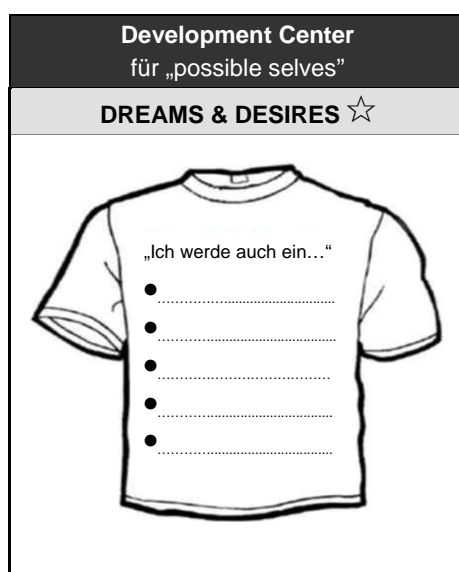 Development Center
für „possible selves”
DREAMS & DESIRES ☆
„Ich werde auch ein…“
●…………...............................
●…………...............................
●…………………………….
●…………...............................
●…………...............................